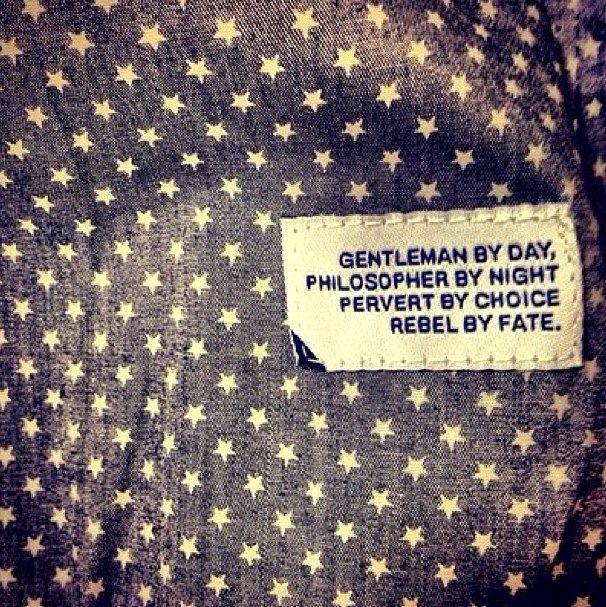 GENTLEMAN BY DAY,
PHILOSOPHER BY NIGHT
PERVERT BY CHOICE
REBEL BY FATE.